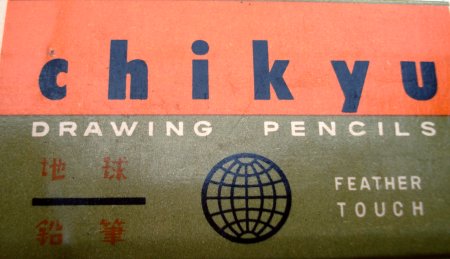 chikyu
DRAWING PENCILS
地球
鉛筆
FEATHER
TOUCH